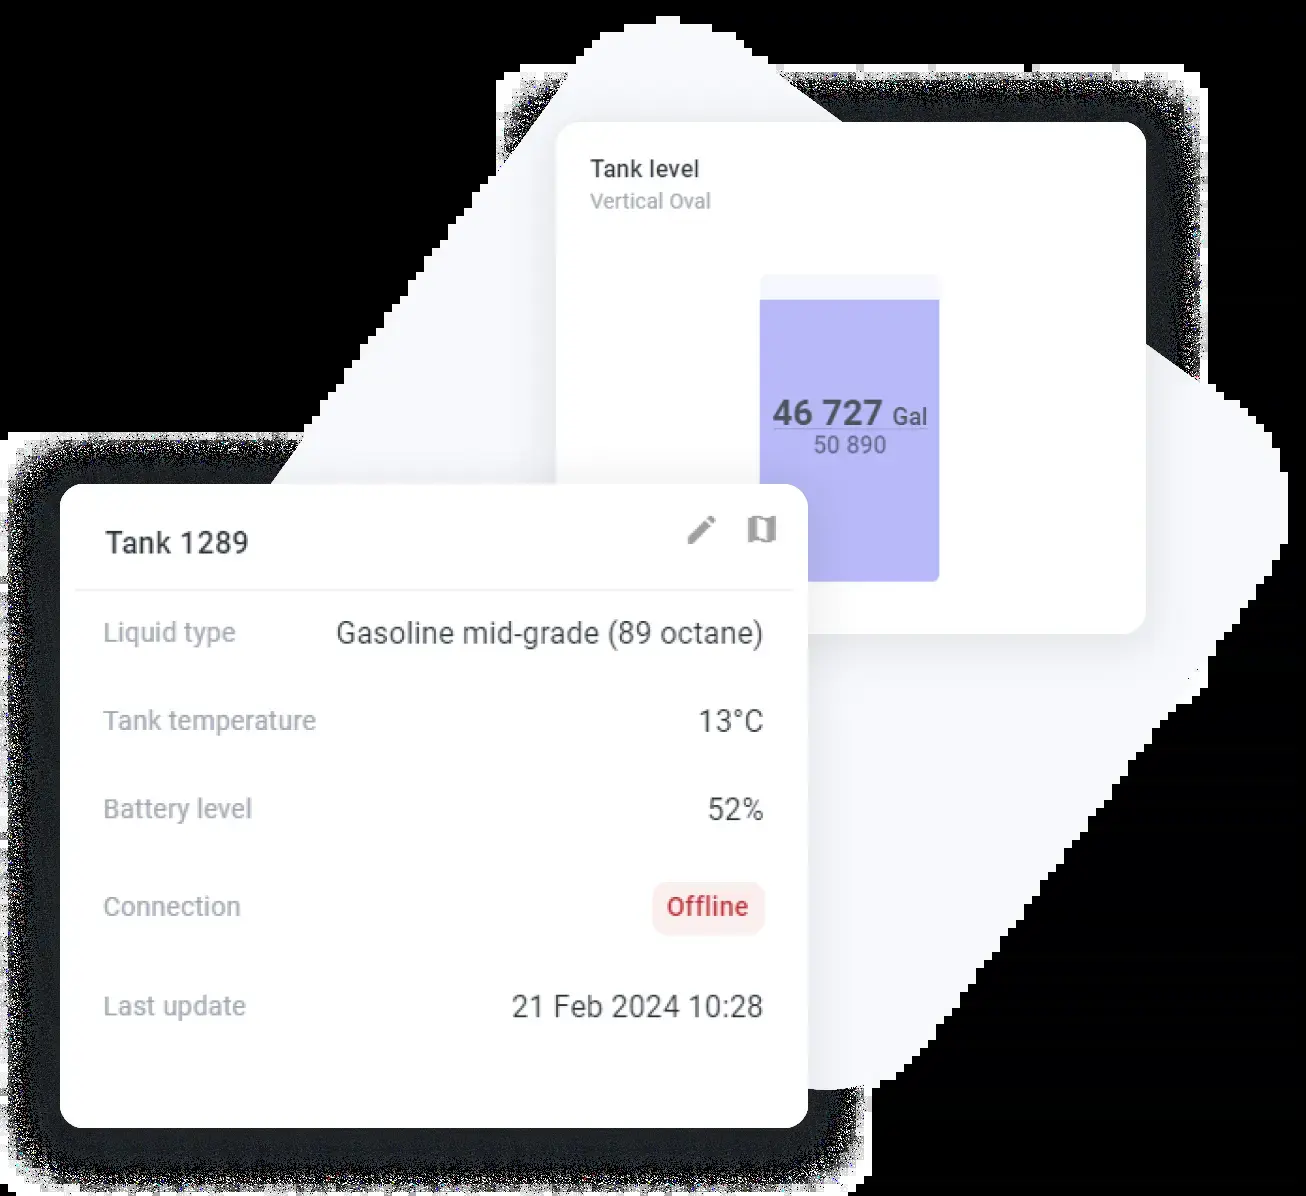 Tank level
Vertical Oval
46 727 Gal
50 890
Tank 1289
Liquid type Gasoline mid-grade (89 octane)
Tank temperature 13°C
Battery level 52%
Connection Offline
Last update 21 Feb 2024 10:28